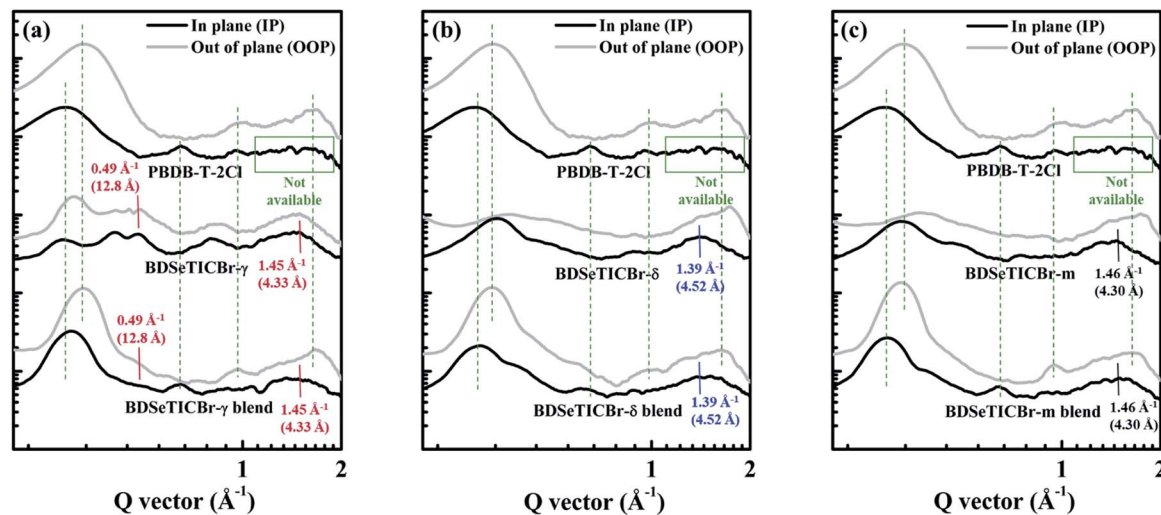 (a)
In plane (IP)
Out of plane (OOP)
PBDB-T-2Cl
Not
available
0.49 Å⁻¹
(12.8 Å)
BDSeTICBr-γ
1.45 Å⁻¹
(4.33 Å)
0.49 Å⁻¹
(12.8 Å)
BDSeTICBr-γ blend
1.45 Å⁻¹
(4.33 Å)
1
2
Q vector (Å⁻¹)
(b)
In plane (IP)
Out of plane (OOP)
PBDB-T-2Cl
Not
available
BDSeTICBr-δ
1.39 Å⁻¹
(4.52 Å)
BDSeTICBr-δ blend
1.39 Å⁻¹
(4.52 Å)
1
2
Q vector (Å⁻¹)
(c)
In plane (IP)
Out of plane (OOP)
PBDB-T-2Cl
Not
available
BDSeTICBr-m
1.46 Å⁻¹
(4.30 Å)
BDSeTICBr-m blend
1.46 Å⁻¹
(4.30 Å)
1
2
Q vector (Å⁻¹)